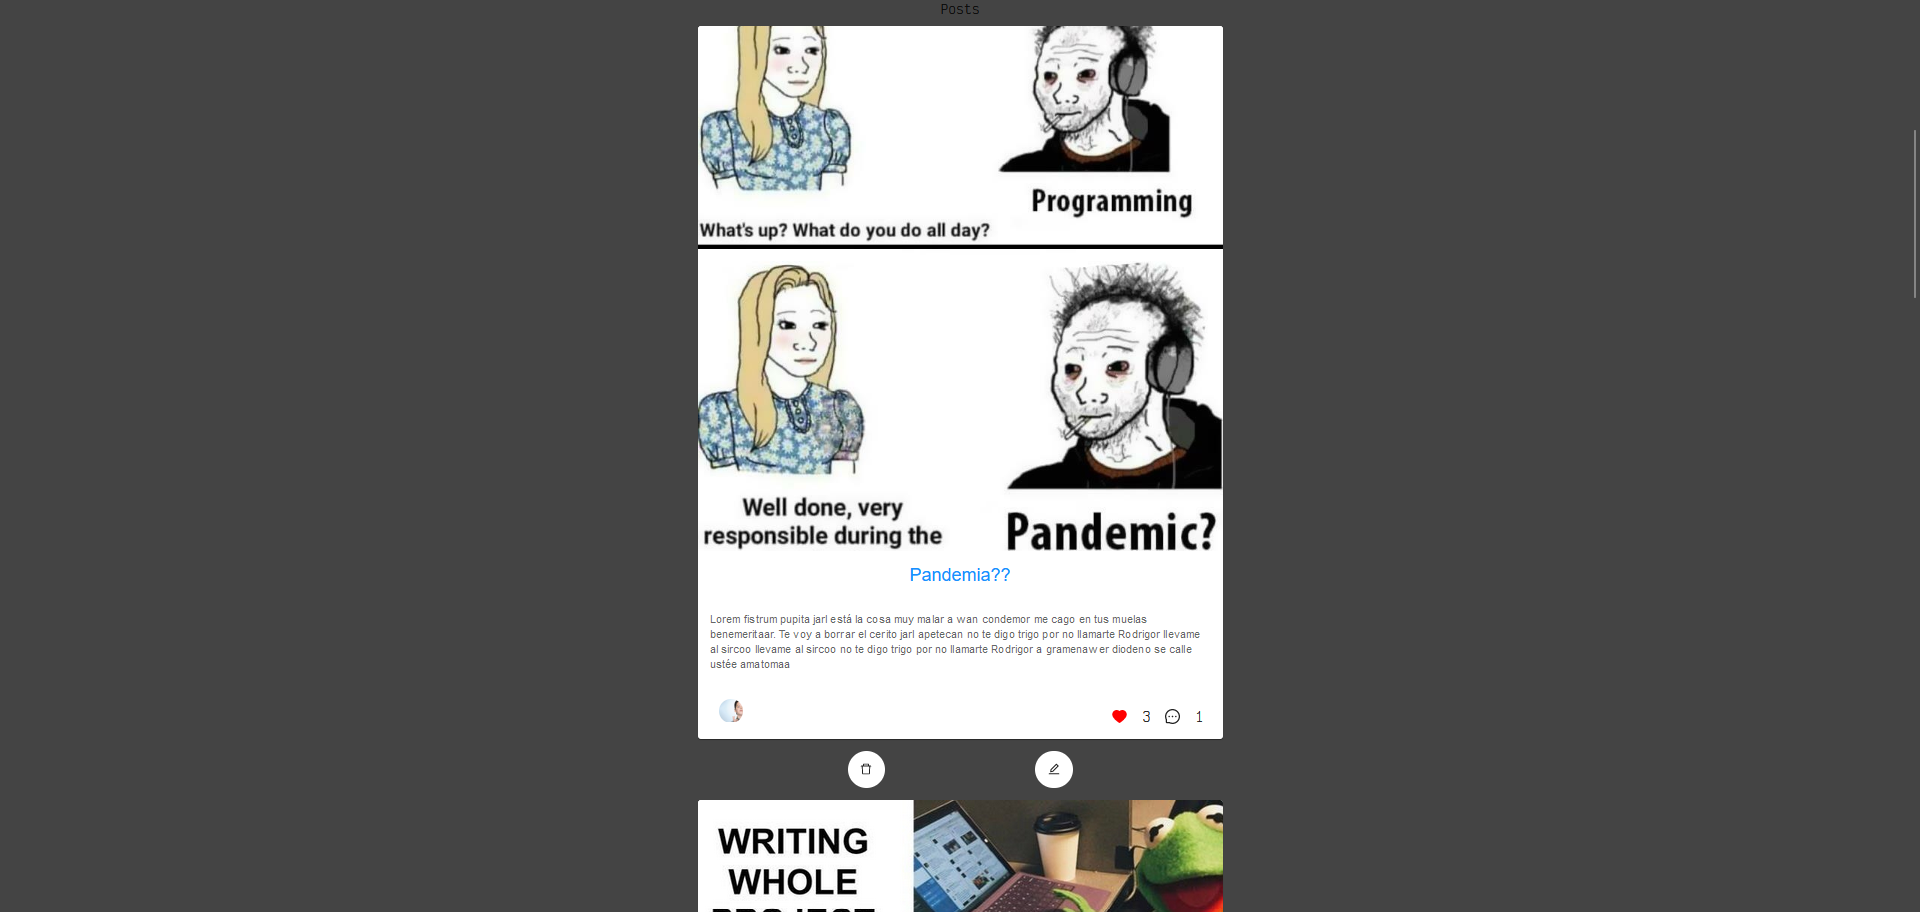 Posts
Programming
What's up? What do you do all day?
Well done, very
responsible during the
Pandemic?
Pandemia??
Lorem fistrum pupita jarl está la cosa muy malar a wan condemor me cago en tus muelas
benemeritaar. Te voy a borrar el cerito jarl apetecan no te digo trigo por no llamarte Rodrigor llevame
al sircoo llevame al sircoo no te digo trigo por no llamarte Rodrigor a gramenawer diodeno se calle
ustée amatomaa
3
1
WRITING
WHOLE
PROJECT